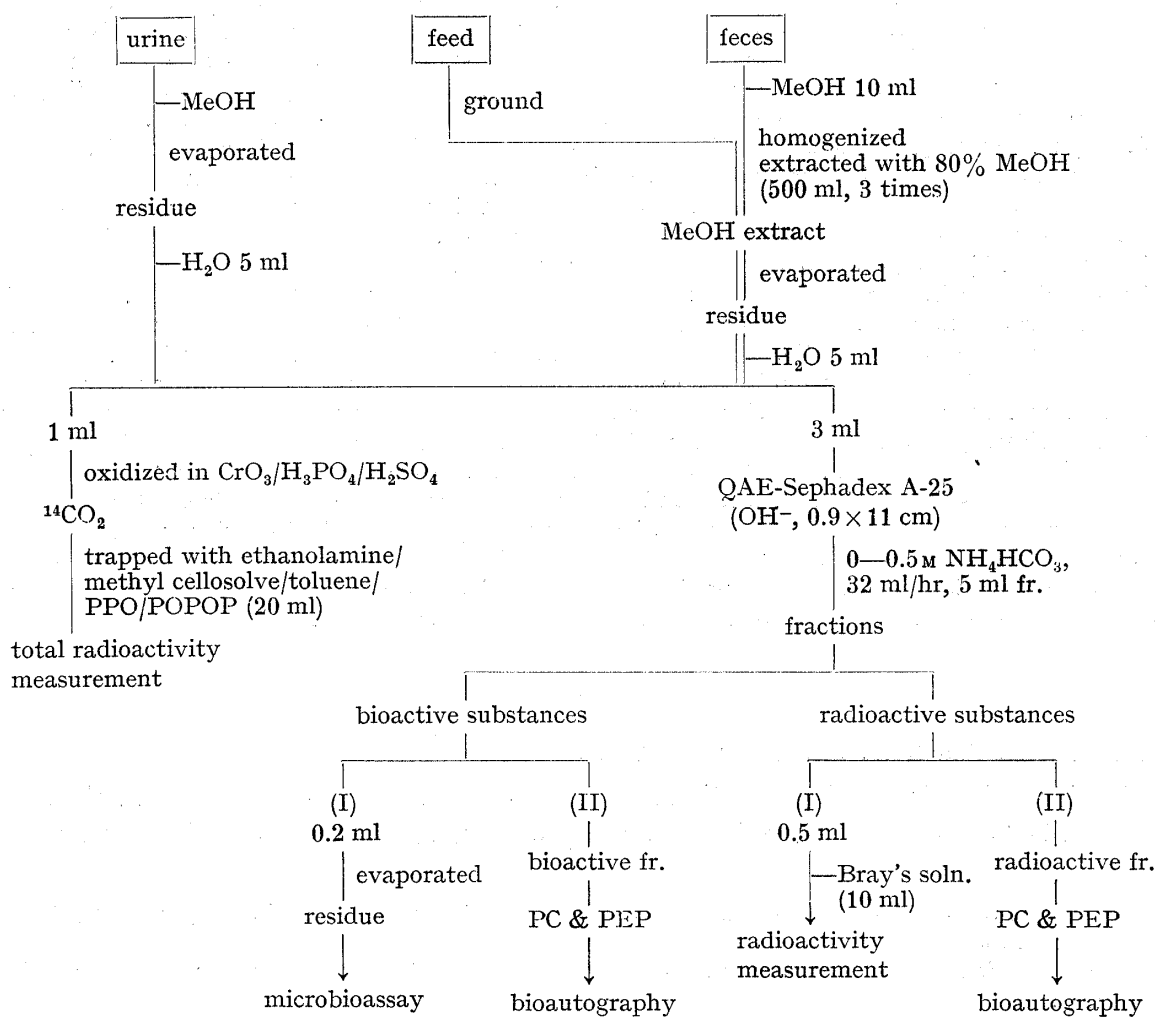 urine
feed
feces
MeOH
evaporated
residue
H₂O 5 ml
ground
MeOH 10 ml
homogenized
extracted with 80% MeOH
(500 ml, 3 times)
MeOH extract
evaporated
residue
H₂O 5 ml
1 ml
oxidized in CrO₃/H₃PO₄/H₂SO₄
¹⁴CO₂
trapped with ethanolamine/
methyl cellosolve/toluene/
PPO/POPOP (20 ml)
total radioactivity
measurement
3 ml
QAE-Sephadex A-25
(OH⁻, 0.9×11 cm)
0—0.5M NH₄HCO₃,
32 ml/hr, 5 ml fr.
fractions
bioactive substances
(I)
0.2 ml
evaporated
residue
microbioassay
(II)
bioactive fr.
PC & PEP
bioautography
radioactive substances
(I)
0.5 ml
Bray's soln.
(10 ml)
radioactivity
measurement
(II)
radioactive fr.
PC & PEP
bioautography